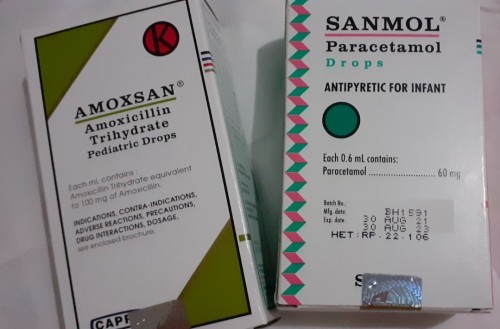 K
AMOXSAN®
Amoxicillin
Trihydrate
Pediatric Drops
Each mL contains :
Amoxicillin Trihydrate equivalent
to 100 mg of Amoxicillin.
INDICATIONS, CONTRA-INDICATIONS,
ADVERSE REACTIONS, PRECAUTIONS,
DRUG INTERACTIONS, DOSAGE,
see enclosed brochure.
SANMOL®
Paracetamol
Drops
ANTIPYRETIC FOR INFANT
Each 0.6 mL contains:
Paracetamol ........................ 60 mg
Batch No.: BH1591
Mfg. date: 30 AUG 21
Exp. date: 30 AUG 23
HET:RP. 22.106